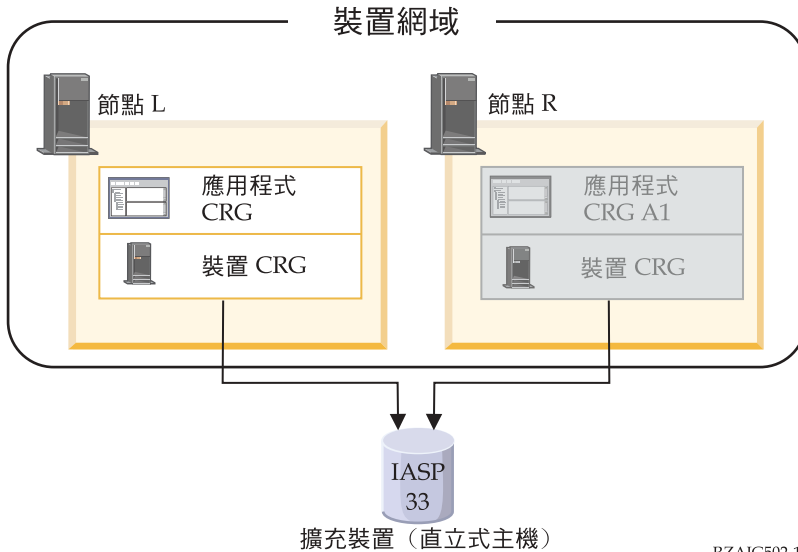 裝置網域
節點 L
節點 R
應用程式
CRG
裝置 CRG
應用程式
CRG A1
裝置 CRG
IASP
33
擴充裝置（直立式主機）